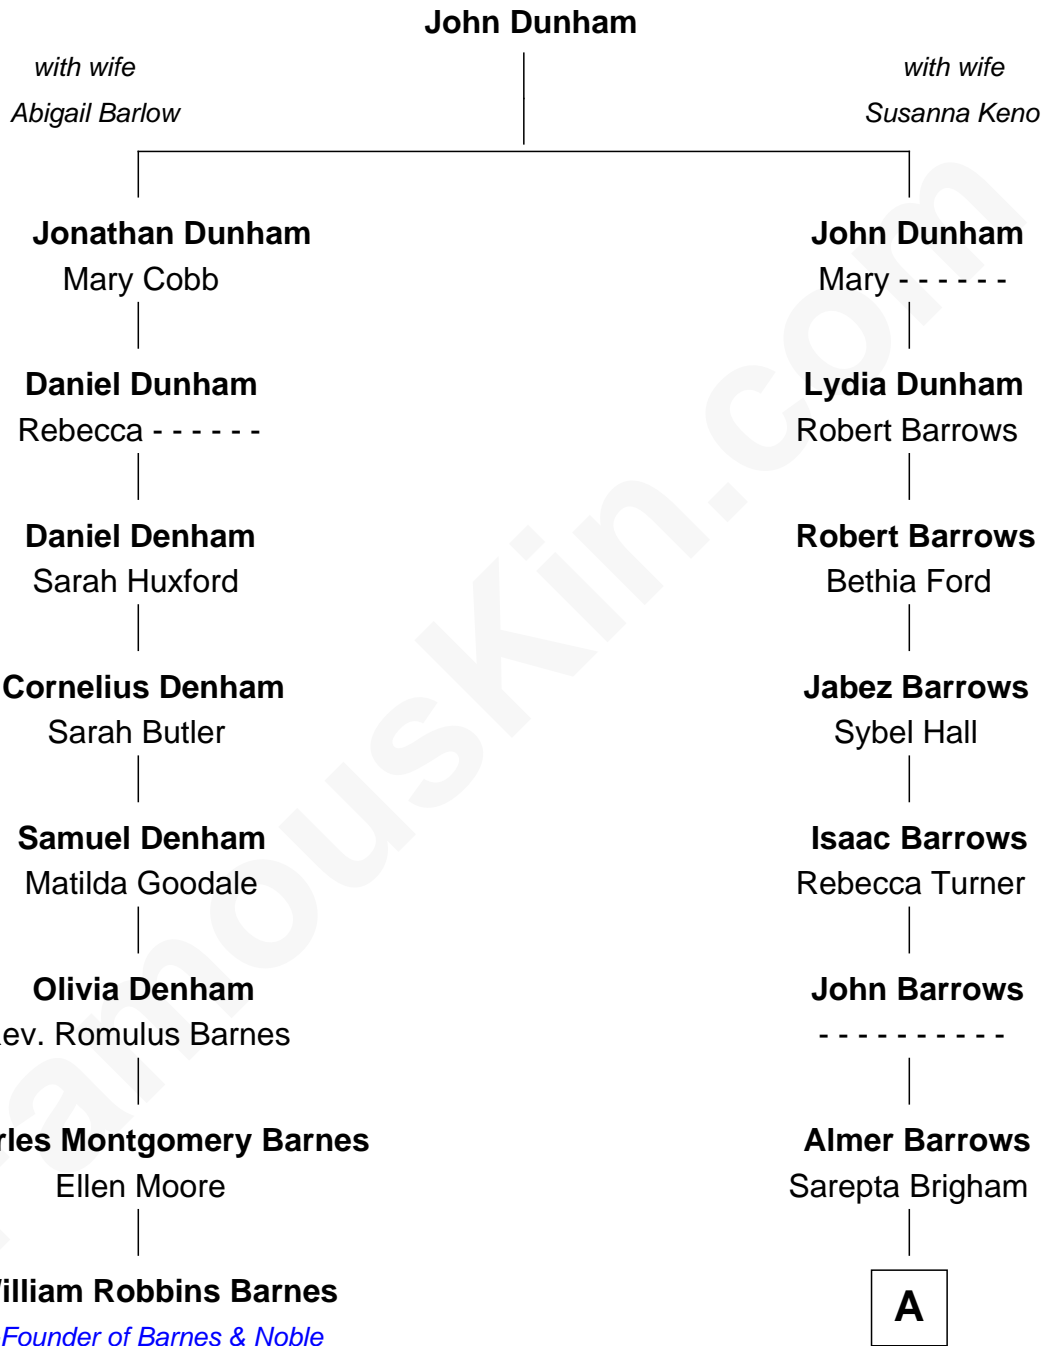 John Dunham
with wife with wife
Abigail Barlow Susanna Keno
Jonathan Dunham John Dunham
Mary Cobb Mary - - - - - -
Daniel Dunham Lydia Dunham
Rebecca - - - - - - Robert Barrows
Daniel Denham Robert Barrows
Sarah Huxford Bethia Ford
Cornelius Denham Jabez Barrows
Sarah Butler Sybel Hall
Samuel Denham Isaac Barrows
Matilda Goodale Rebecca Turner
Olivia Denham John Barrows
ev. Romulus Barnes - - - - - - - - - -
rles Montgomery Barnes Almer Barrows
Ellen Moore Sarepta Brigham
illiam Robbins Barnes A
Founder of Barnes & Noble
FamousKin.com